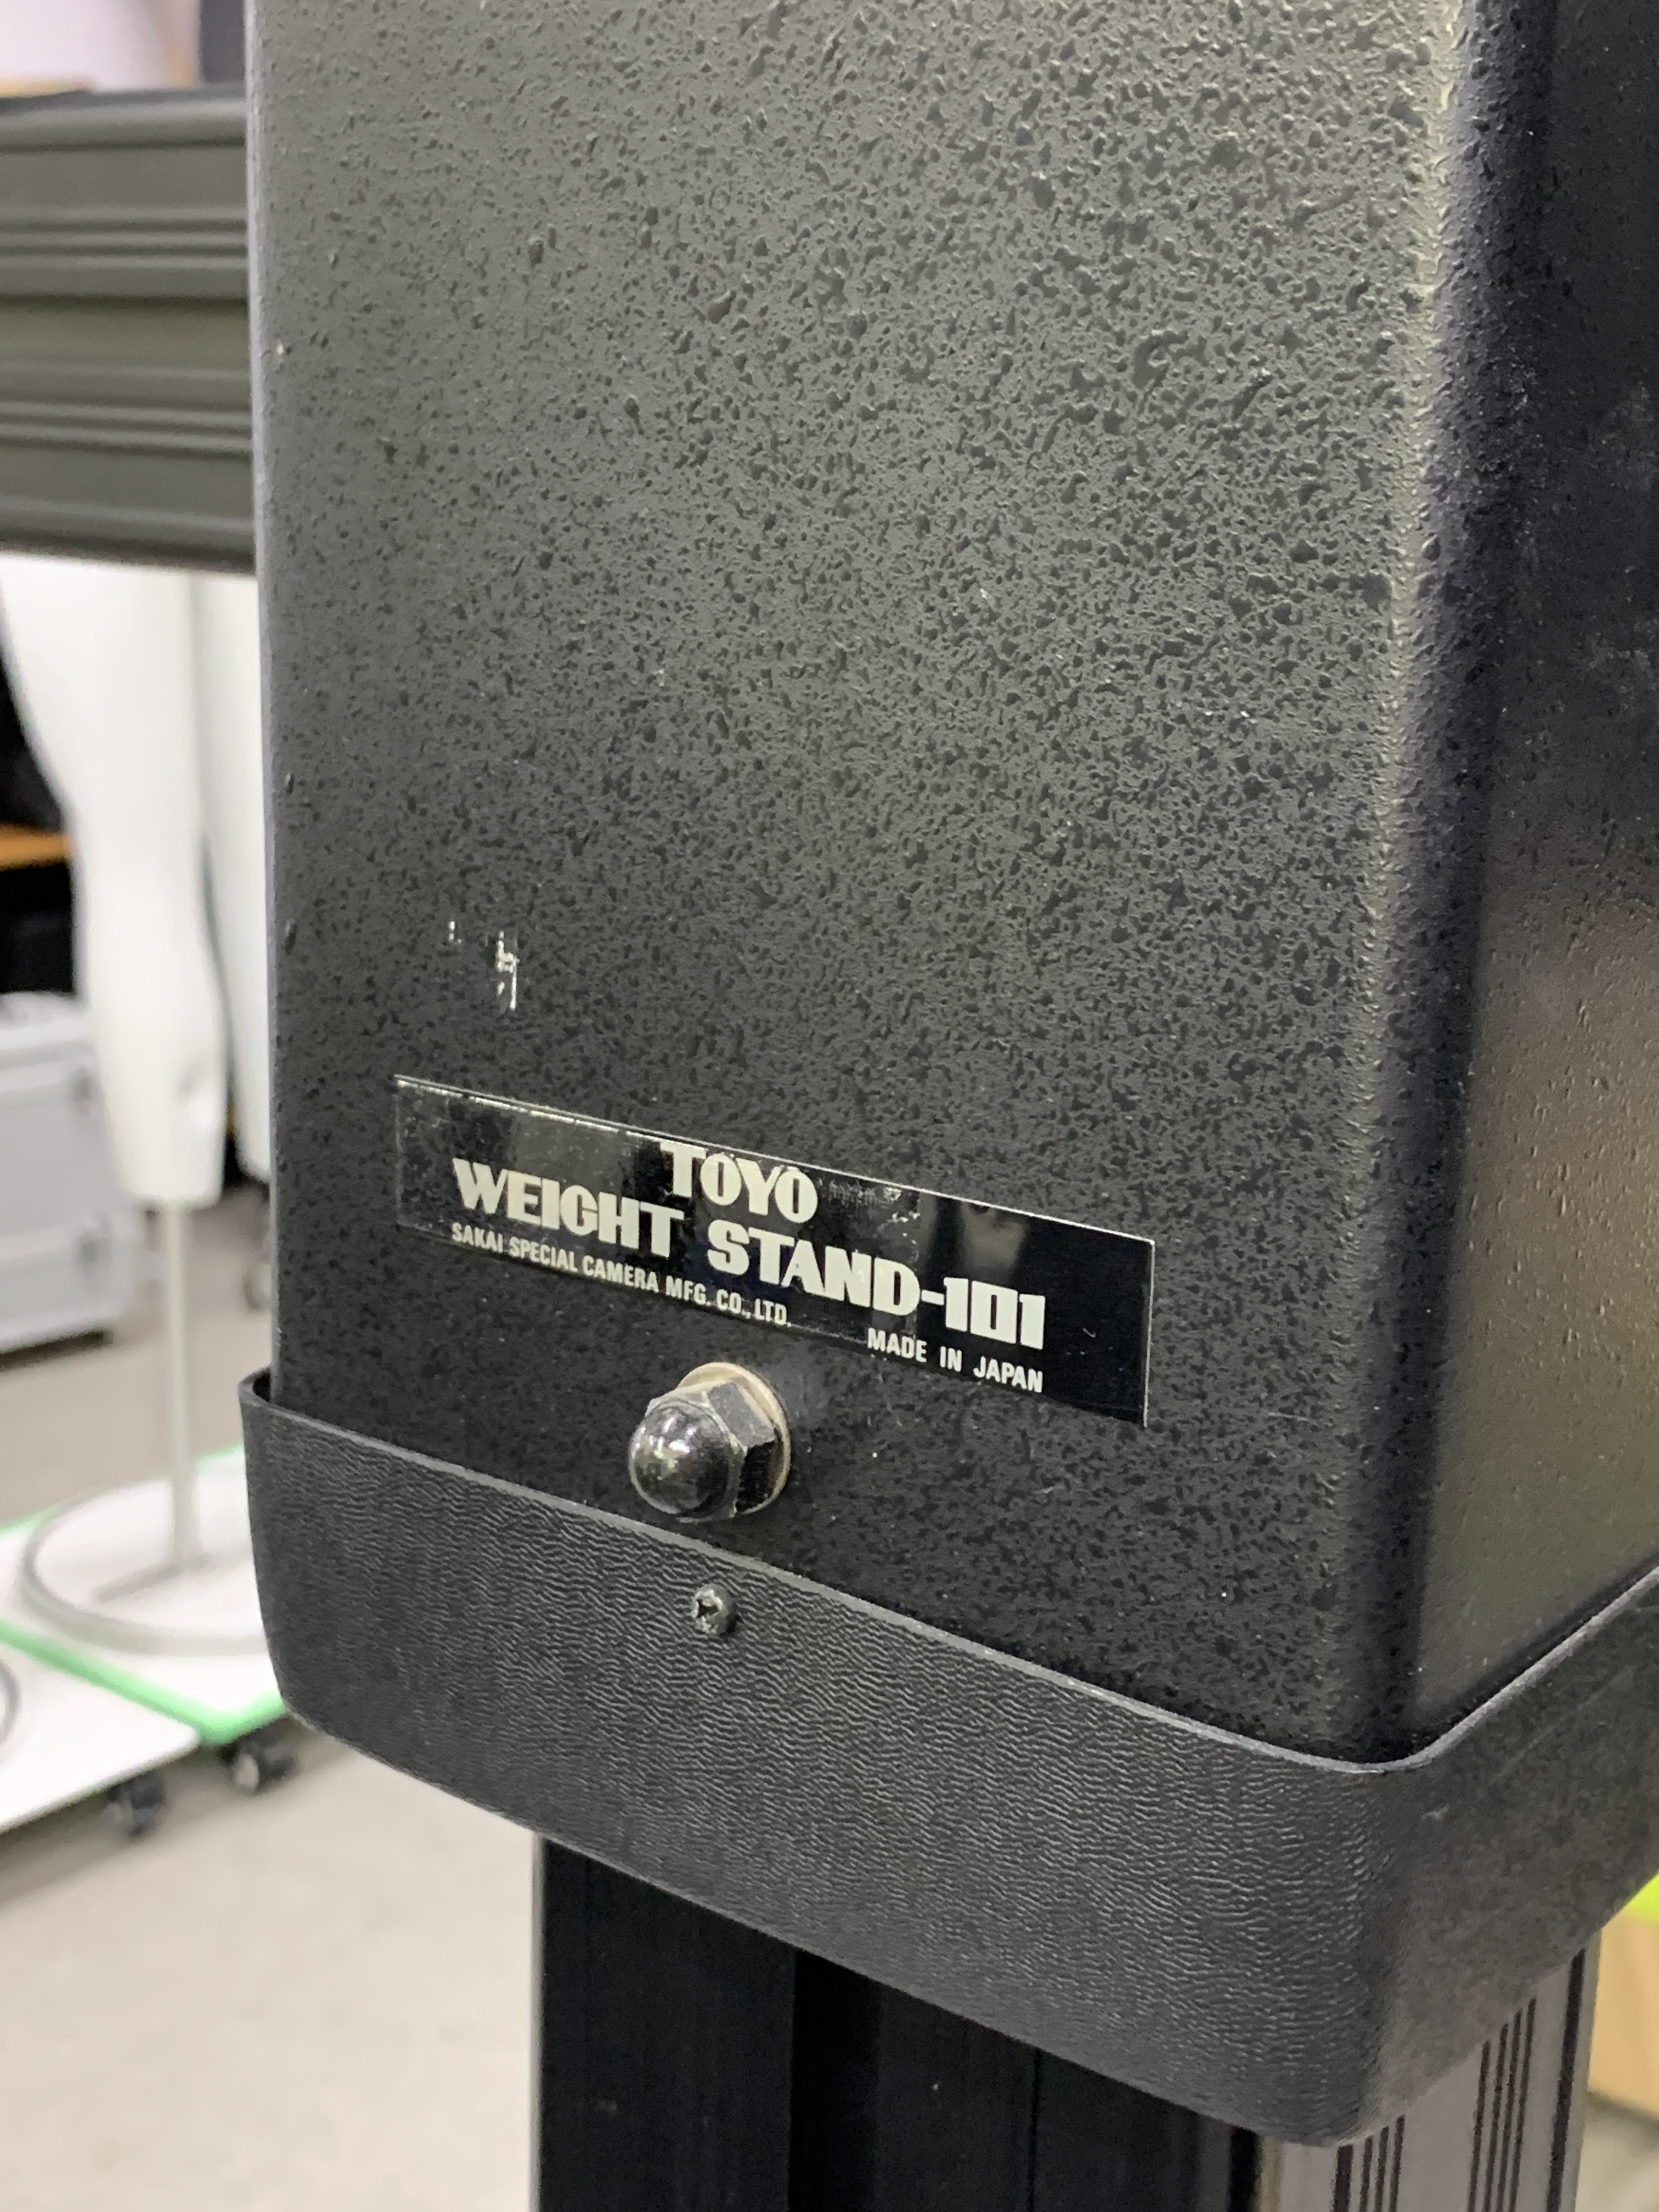 TOYO
WEIGHT STAND-101
SAKAI SPECIAL CAMERA MFG. CO., LTD.
MADE IN JAPAN